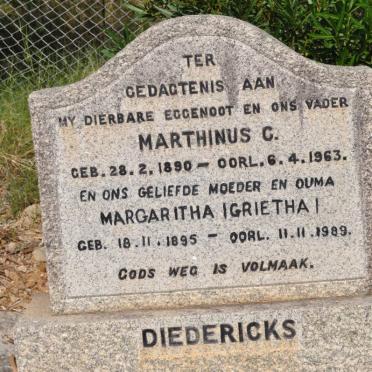 TER
GEDAGTENIS AAN
MY DIERBARE EGGENOOT EN ONS VADER
MARTHINUS G.
GEB. 28. 2. 1890 — OORL. 6. 4. 1963.
EN ONS GELIEFDE MOEDER EN OUMA
MARGARITHA (GRIETHA)
GEB. 18. 11. 1895 — OORL. 11. 11. 1989.
GODS WEG IS VOLMAAK.
DIEDERICKS